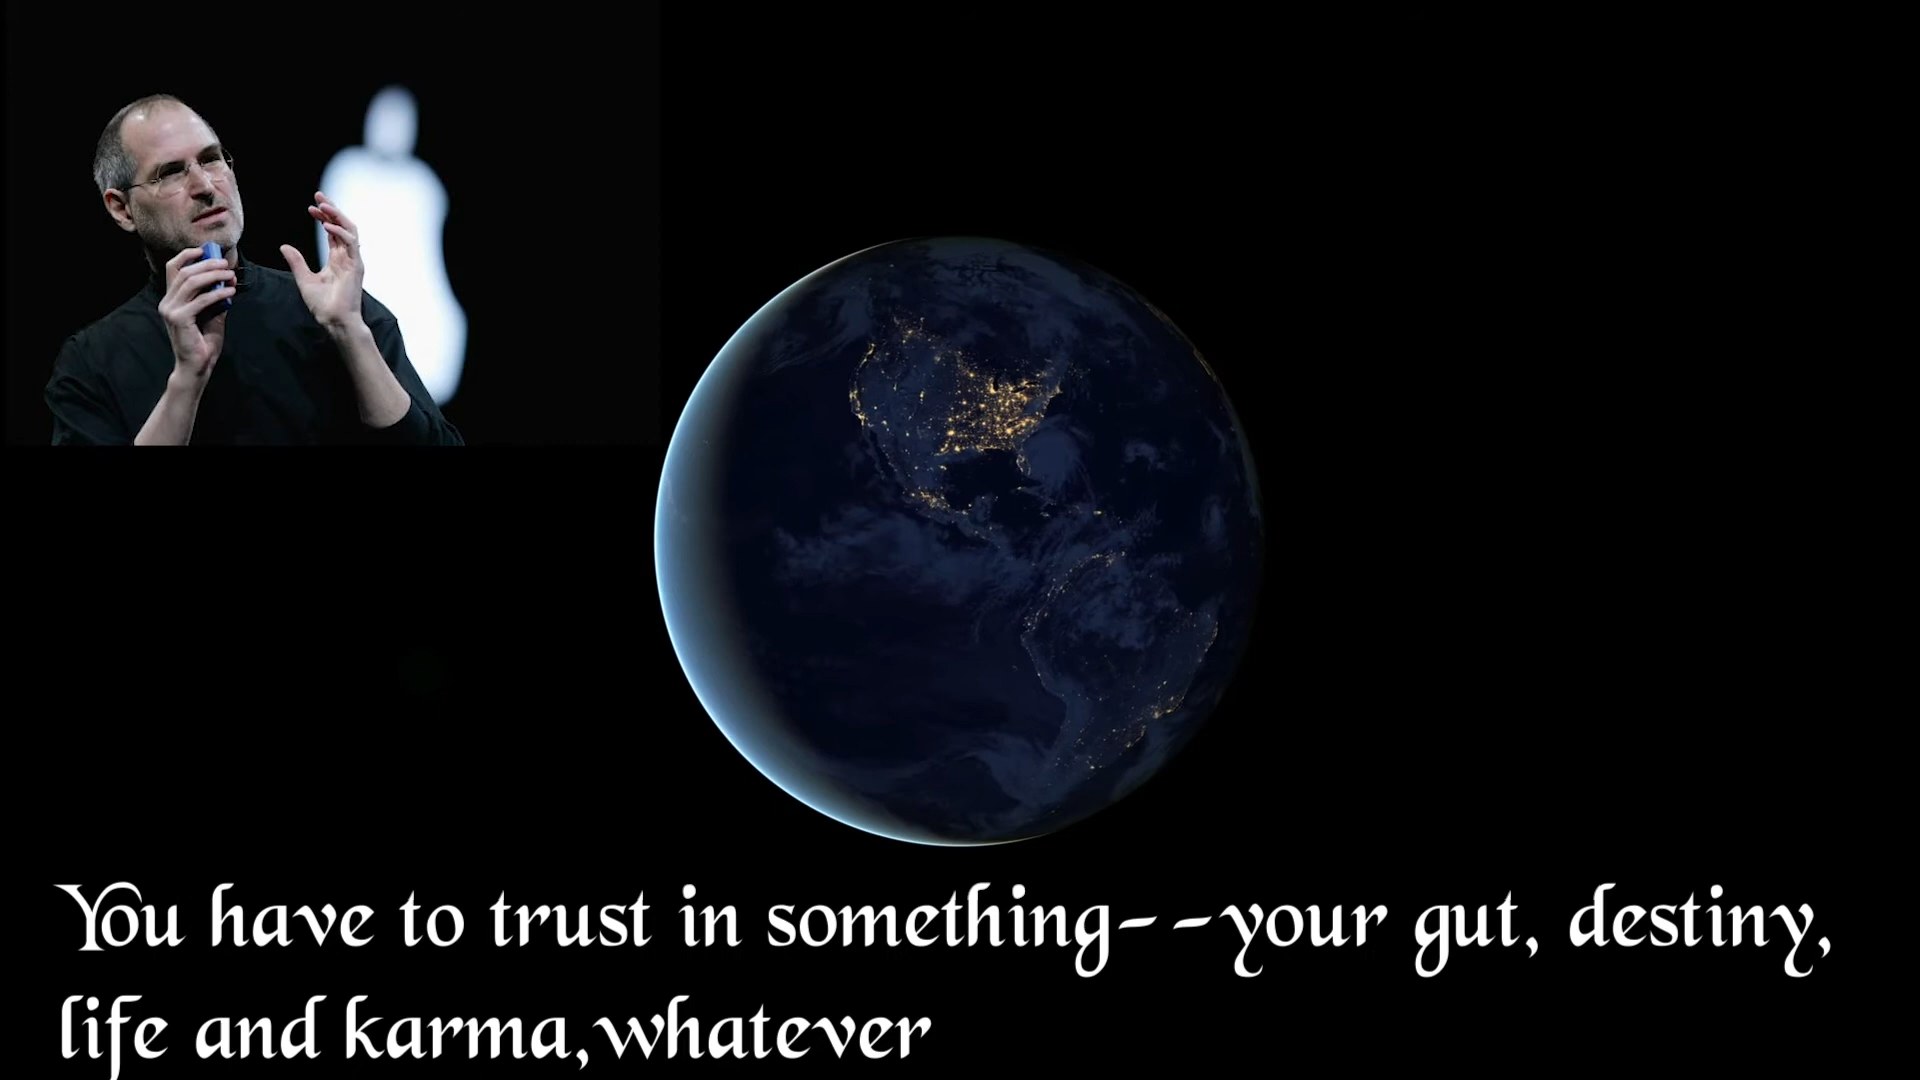 You have to trust in something--your gut, destiny,
life and karma,whatever